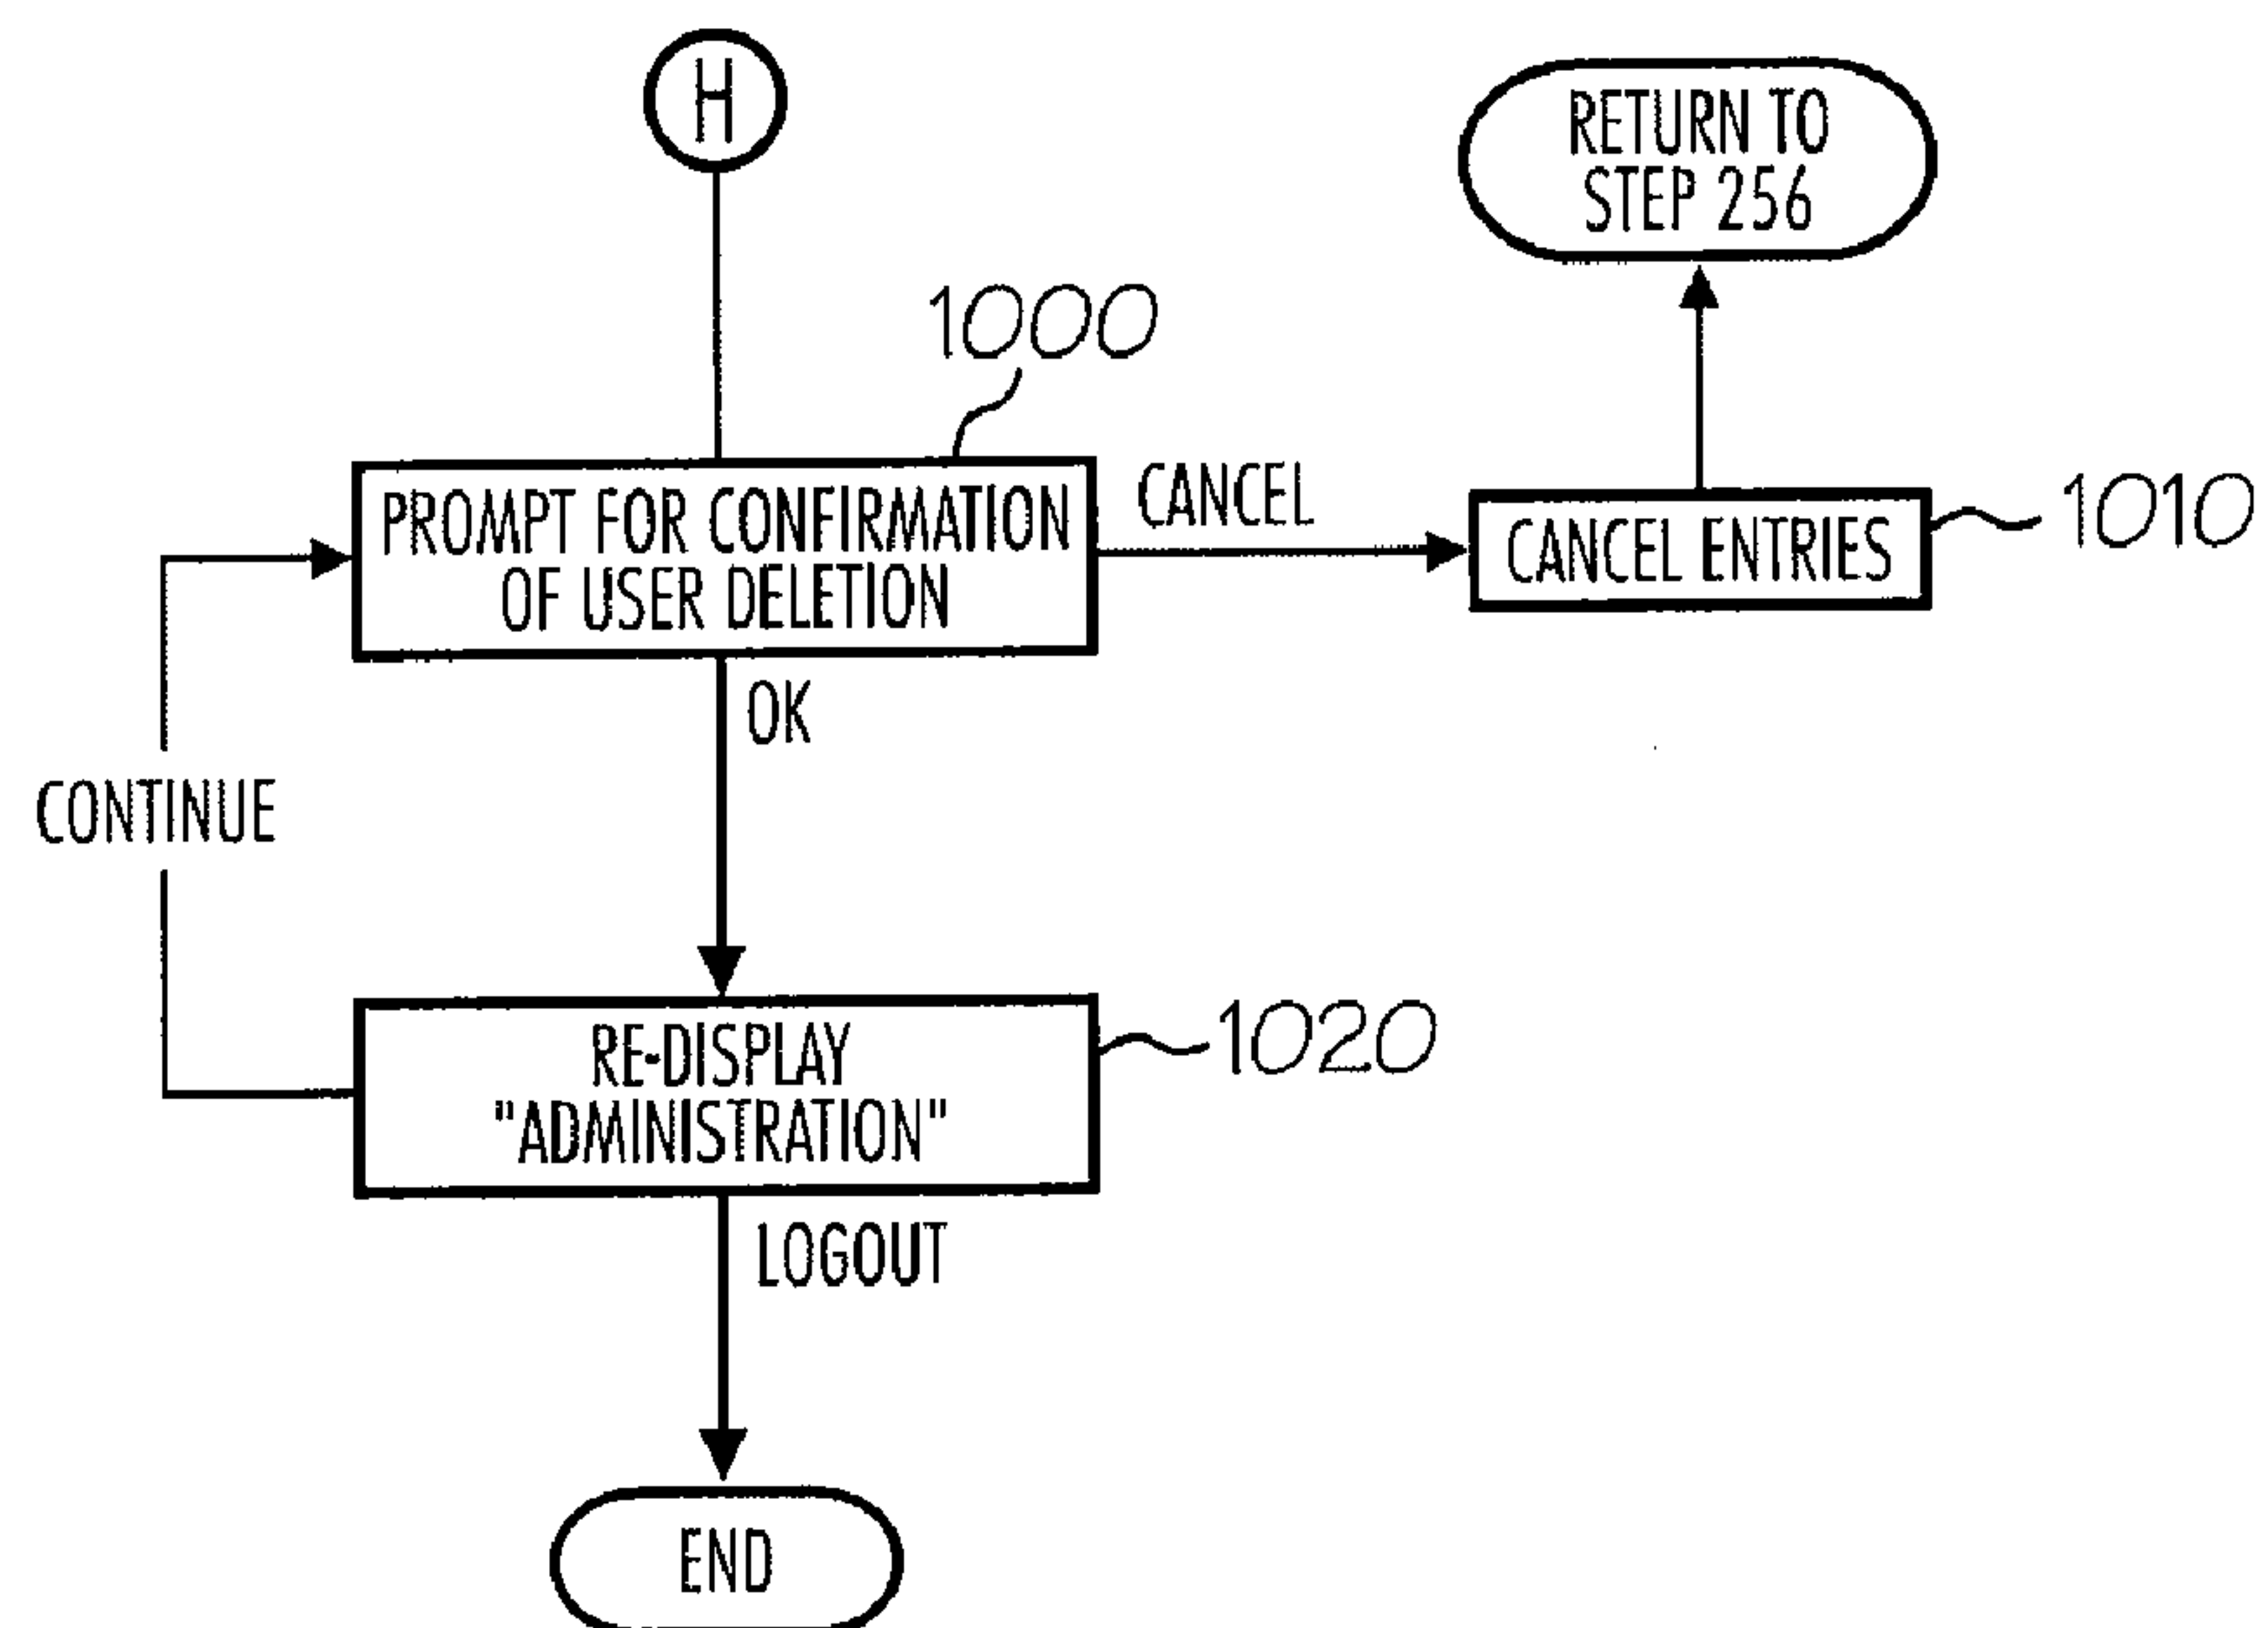 H
RETURN TO
STEP 256
1000
PROMPT FOR CONFIRMATION
OF USER DELETION
CANCEL
CANCEL ENTRIES
1010
OK
CONTINUE
RE-DISPLAY
"ADMINISTRATION"
1020
LOGOUT
END